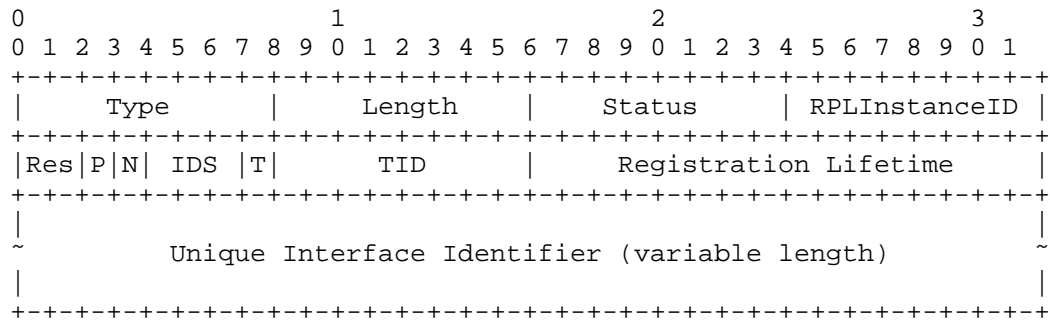 0                   1                   2                   3
0 1 2 3 4 5 6 7 8 9 0 1 2 3 4 5 6 7 8 9 0 1 2 3 4 5 6 7 8 9 0 1
+-+-+-+-+-+-+-+-+-+-+-+-+-+-+-+-+-+-+-+-+-+-+-+-+-+-+-+-+-+-+-+-+
|     Type      |     Length    |    Status     | RPLInstanceID |
+-+-+-+-+-+-+-+-+-+-+-+-+-+-+-+-+-+-+-+-+-+-+-+-+-+-+-+-+-+-+-+-+
|Res|P|N| IDS |T|      TID      |     Registration Lifetime     |
+-+-+-+-+-+-+-+-+-+-+-+-+-+-+-+-+-+-+-+-+-+-+-+-+-+-+-+-+-+-+-+-+
|                                                               |
~         Unique Interface Identifier (variable length)         ~
|                                                               |
+-+-+-+-+-+-+-+-+-+-+-+-+-+-+-+-+-+-+-+-+-+-+-+-+-+-+-+-+-+-+-+-+